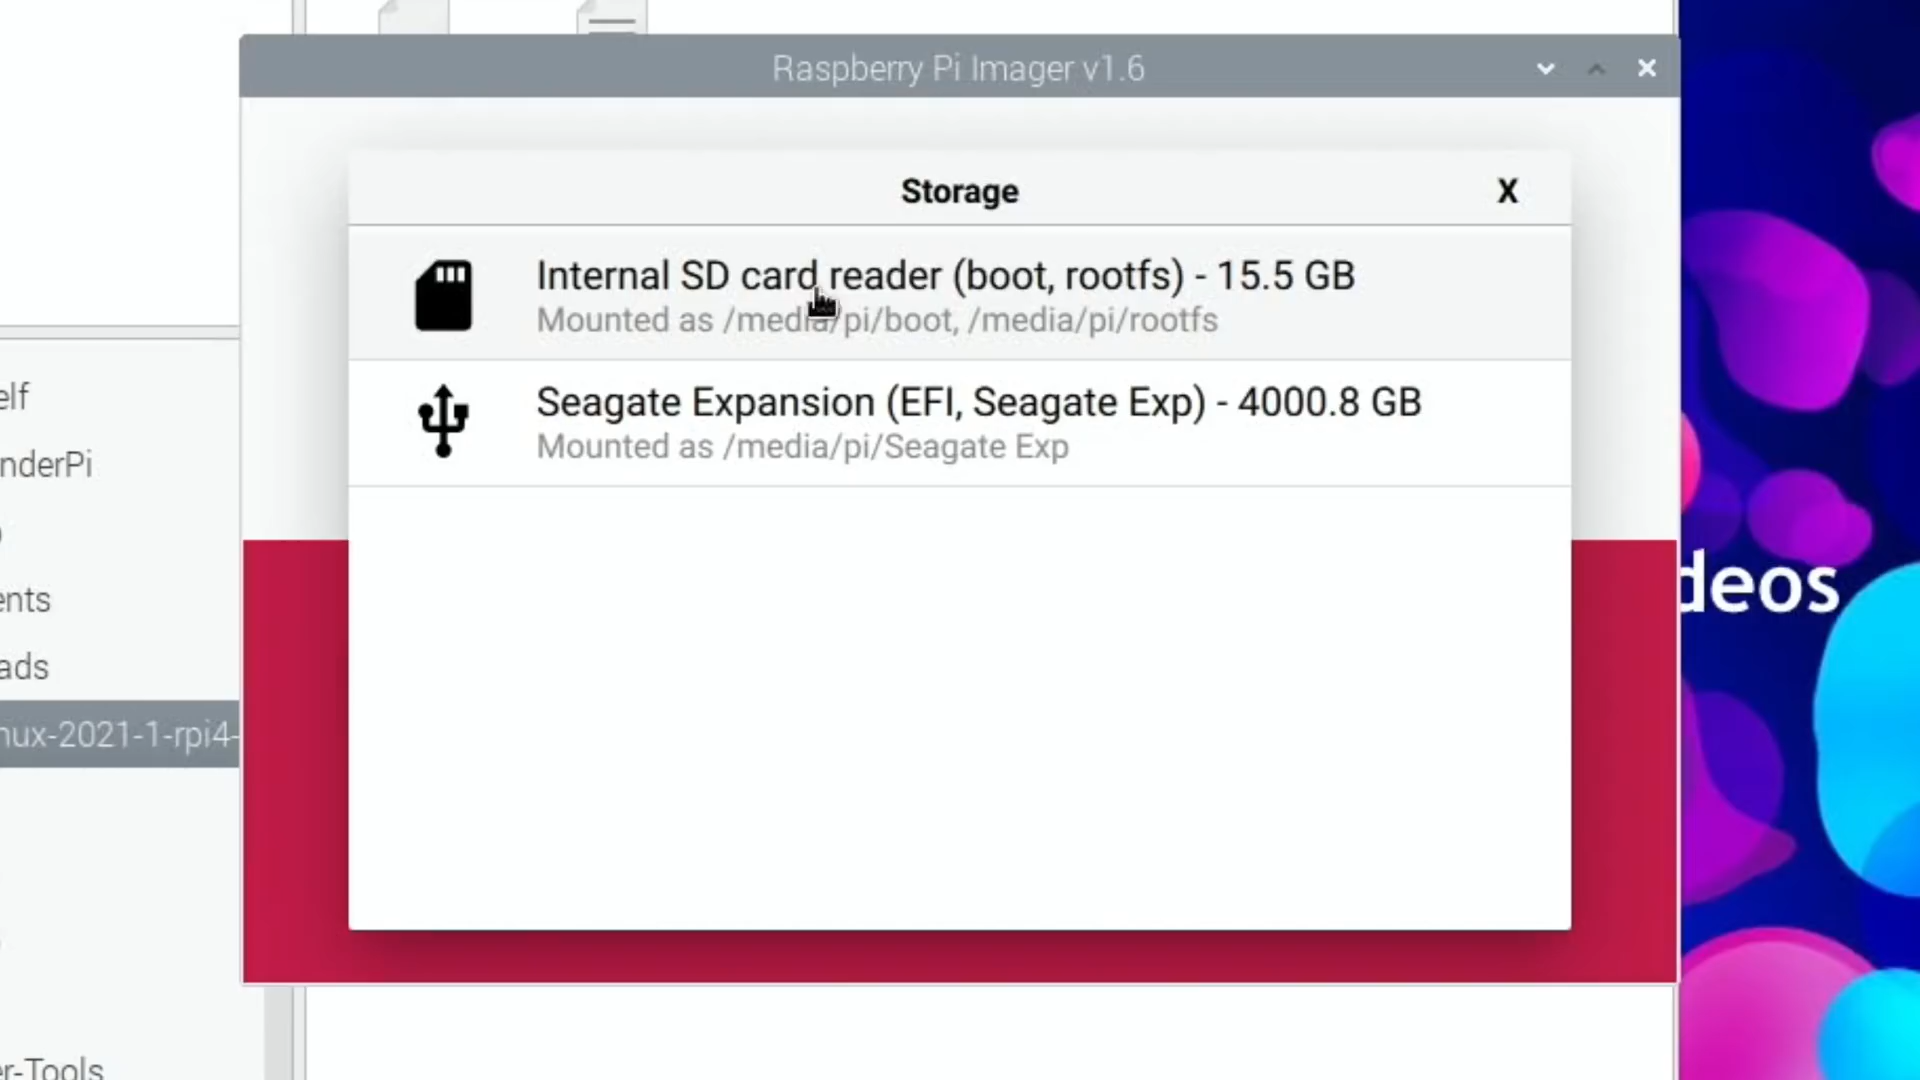 Raspberry Pi Imager v1.6
Storage
X
Internal SD card reader (boot, rootfs) - 15.5 GB
Mounted as /media/pi/boot, /media/pi/rootfs
Seagate Expansion (EFI, Seagate Exp) - 4000.8 GB
Mounted as /media/pi/Seagate Exp
elf
nderPi
ents
ads
nux-2021-1-rpi4-
er-Tools
deos